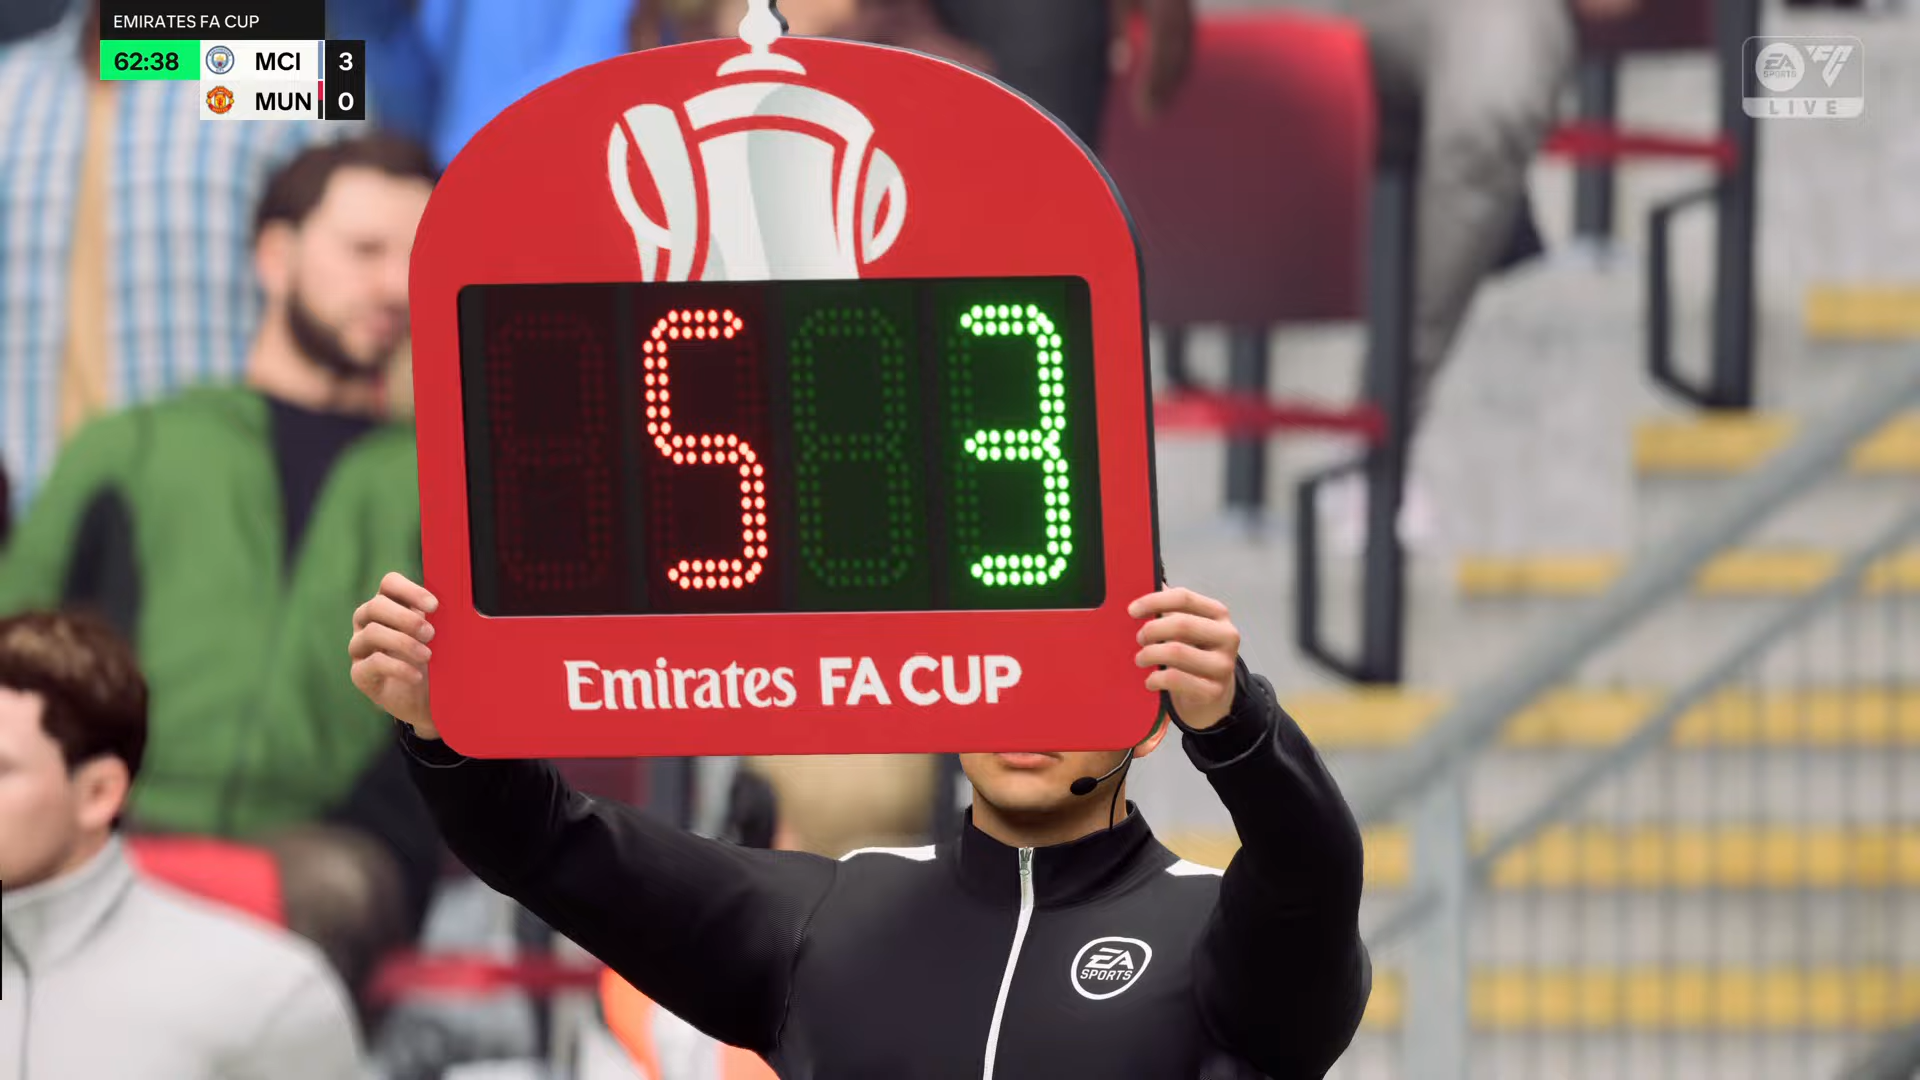 EMIRATES FA CUP
62:38 MCI 3
MUN 0
EA SPORTS FC
LIVE
5 3
Emirates FA CUP
EA SPORTS